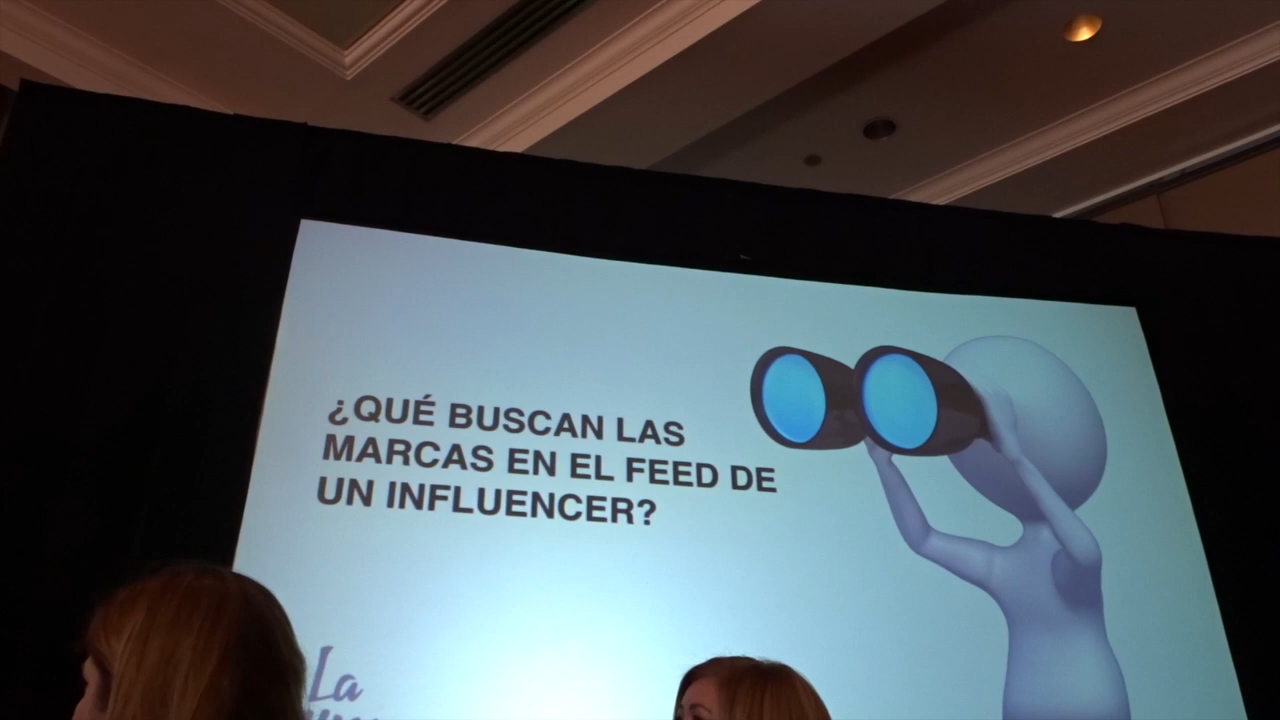 ¿QUÉ BUSCAN LAS
MARCAS EN EL FEED DE
UN INFLUENCER?
La